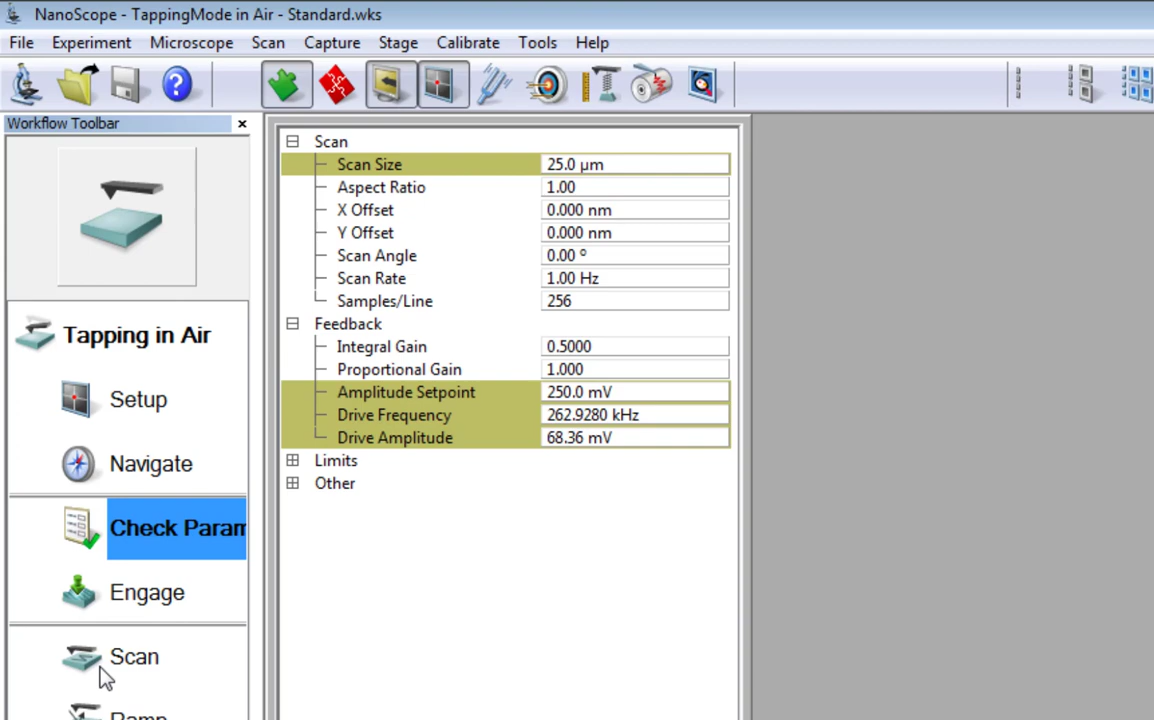 NanoScope - TappingMode in Air - Standard.wks
File Experiment Microscope Scan Capture Stage Calibrate Tools Help
Workflow Toolbar
Tapping in Air
Setup
Navigate
Check Param
Engage
Scan
Ramp
Scan
Scan Size 25.0 µm
Aspect Ratio 1.00
X Offset 0.000 nm
Y Offset 0.000 nm
Scan Angle 0.00 º
Scan Rate 1.00 Hz
Samples/Line 256
Feedback
Integral Gain 0.5000
Proportional Gain 1.000
Amplitude Setpoint 250.0 mV
Drive Frequency 262.9280 kHz
Drive Amplitude 68.36 mV
Limits
Other